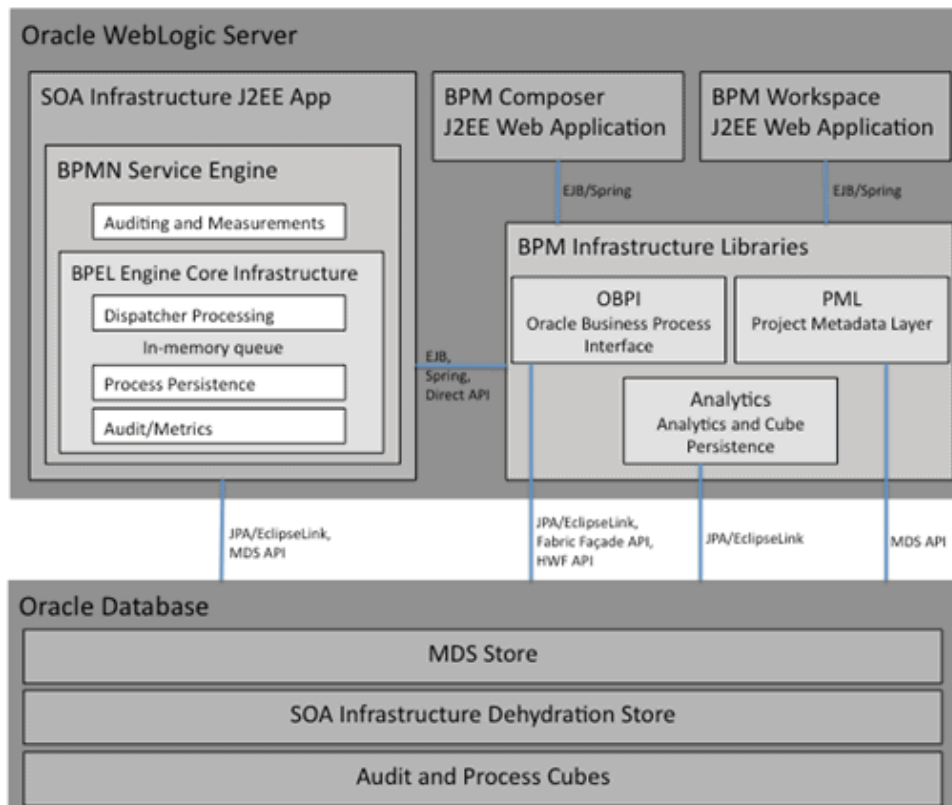 Oracle WebLogic Server
SOA Infrastructure J2EE App
BPMN Service Engine
Auditing and Measurements
BPEL Engine Core Infrastructure
Dispatcher Processing
In-memory queue
Process Persistence
Audit/Metrics
BPM Composer
J2EE Web Application
BPM Workspace
J2EE Web Application
EJB/Spring
EJB/Spring
BPM Infrastructure Libraries
OBPI
Oracle Business Process
Interface
PML
Project Metadata Layer
Analytics
Analytics and Cube
Persistence
EJB,
Spring,
Direct API
JPA/EclipseLink,
MDS API
JPA/EclipseLink,
Fabric Façade API,
HWF API
JPA/EclipseLink
MDS API
Oracle Database
MDS Store
SOA Infrastructure Dehydration Store
Audit and Process Cubes